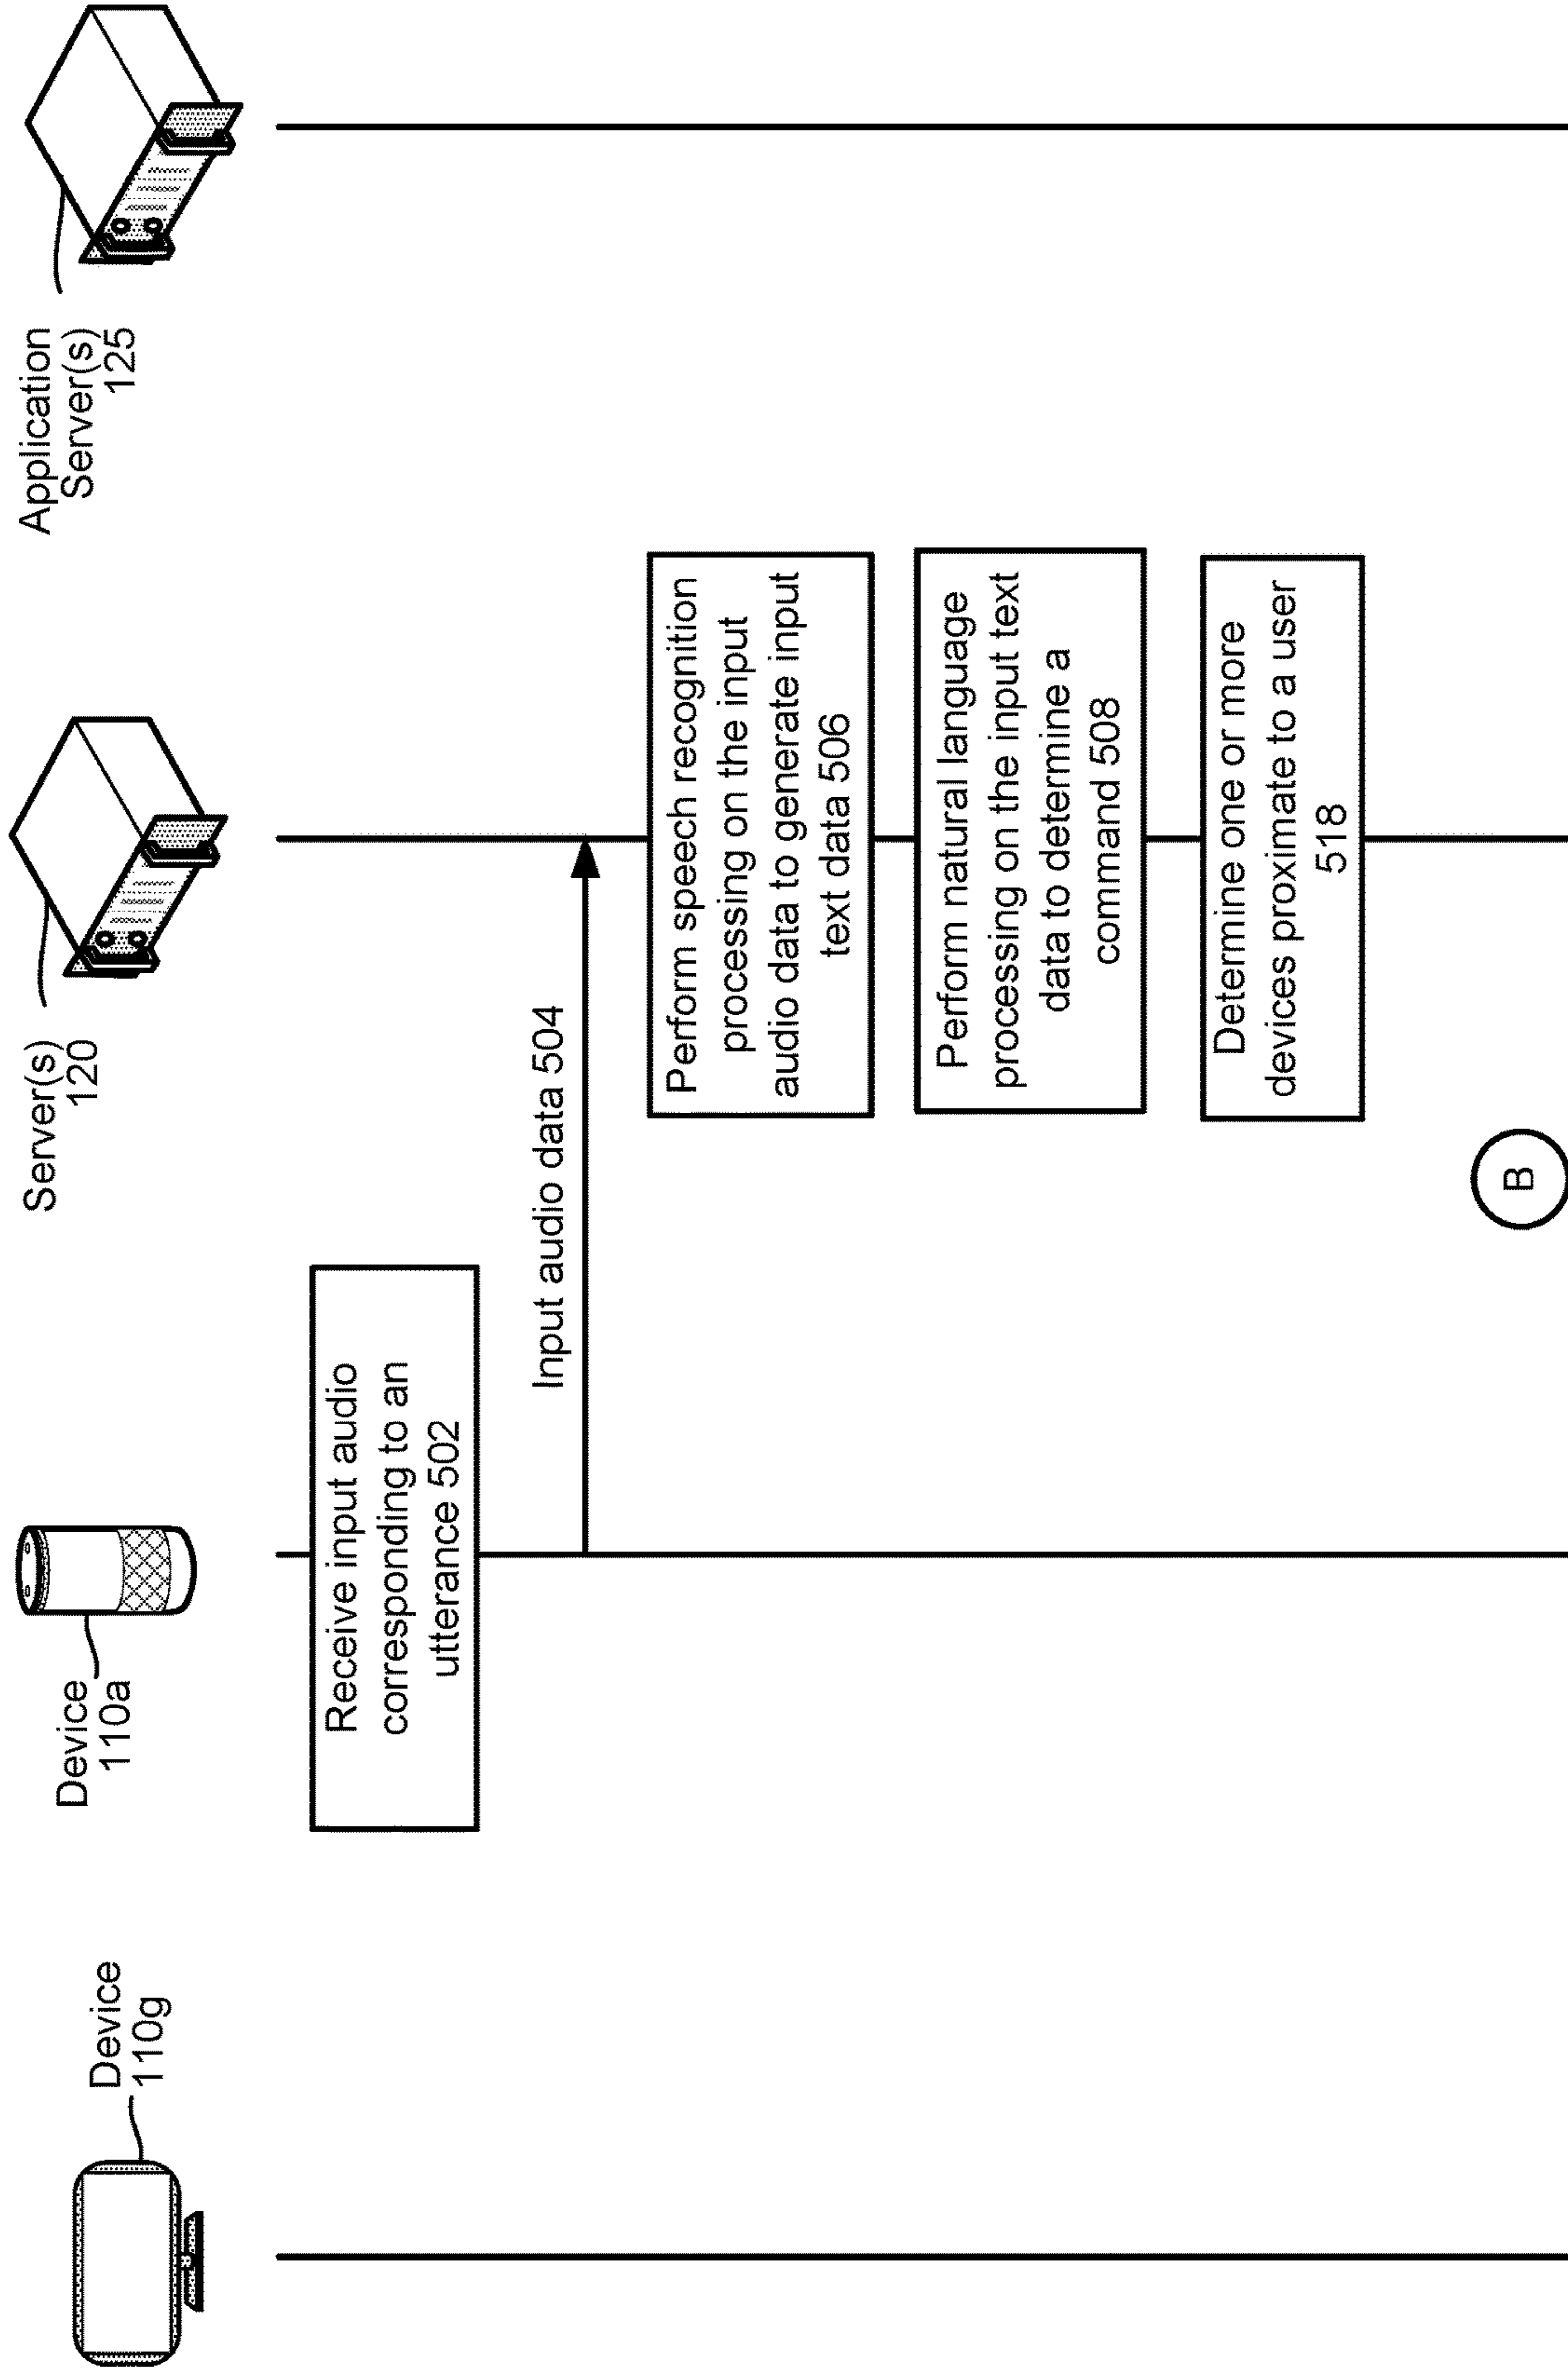 Device
110g
Device
110a
Server(s)
120
Application
Server(s)
125
Receive input audio
corresponding to an
utterance 502
Input audio data 504
Perform speech recognition
processing on the input
audio data to generate input
text data 506
Perform natural language
processing on the input text
data to determine a
command 508
Determine one or more
devices proximate to a user
518
B